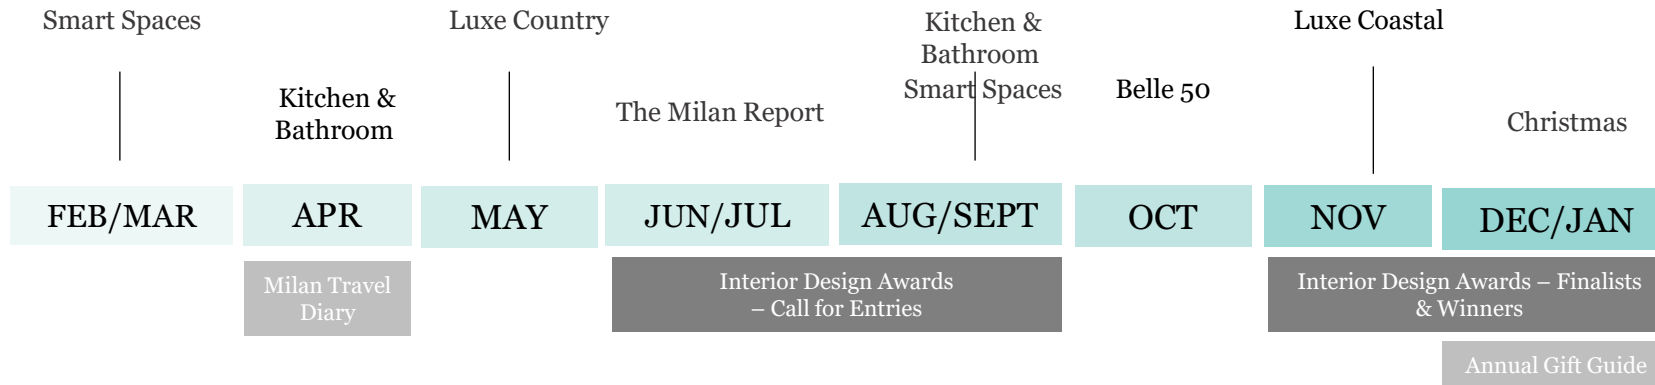 Smart Spaces
Luxe Country
Kitchen &
Bathroom
Smart Spaces
Luxe Coastal
Kitchen &
Bathroom
The Milan Report
Belle 50
Christmas
FEB/MAR
APR
MAY
JUN/JUL
AUG/SEPT
OCT
NOV
DEC/JAN
Milan Travel
Diary
Interior Design Awards
– Call for Entries
Interior Design Awards – Finalists
& Winners
Annual Gift Guide